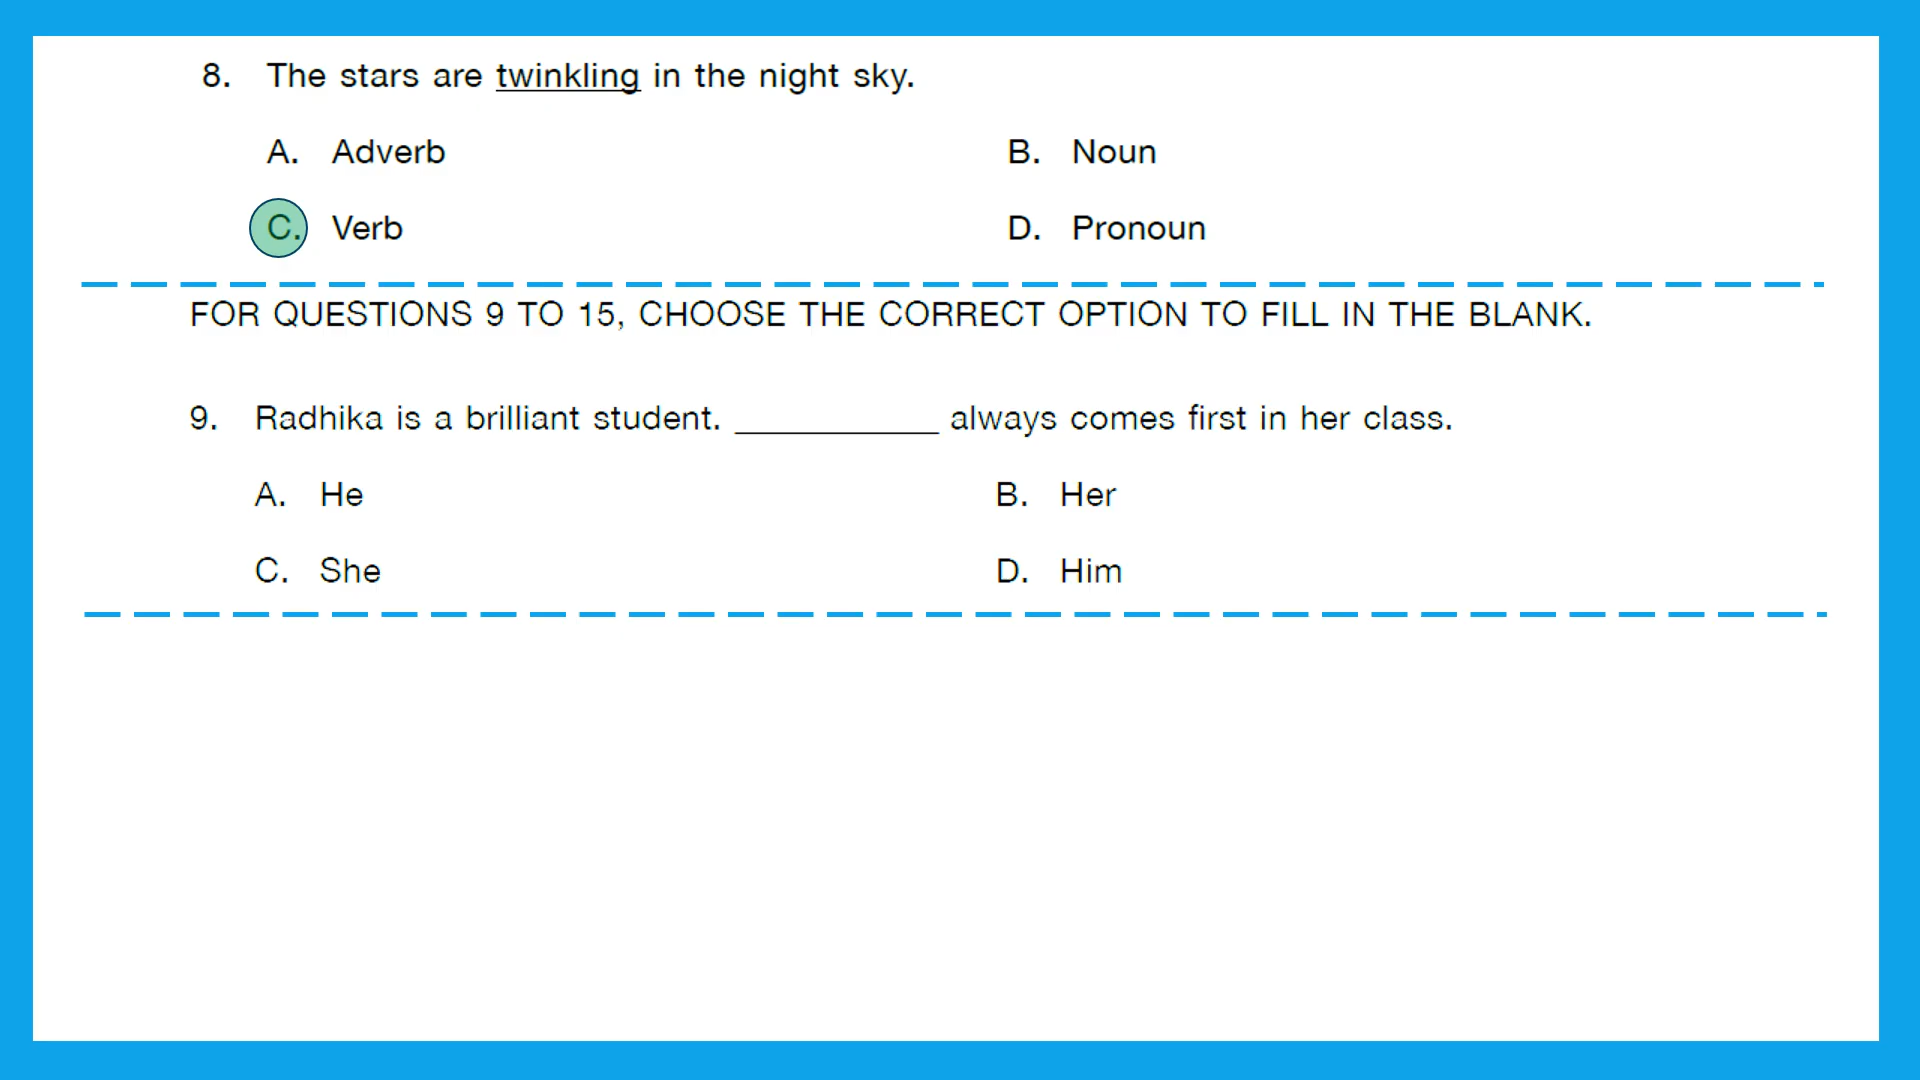 8. The stars are twinkling in the night sky.
A. Adverb B. Noun
C. Verb D. Pronoun
FOR QUESTIONS 9 TO 15, CHOOSE THE CORRECT OPTION TO FILL IN THE BLANK.
9. Radhika is a brilliant student. ___________ always comes first in her class.
A. He B. Her
C. She D. Him